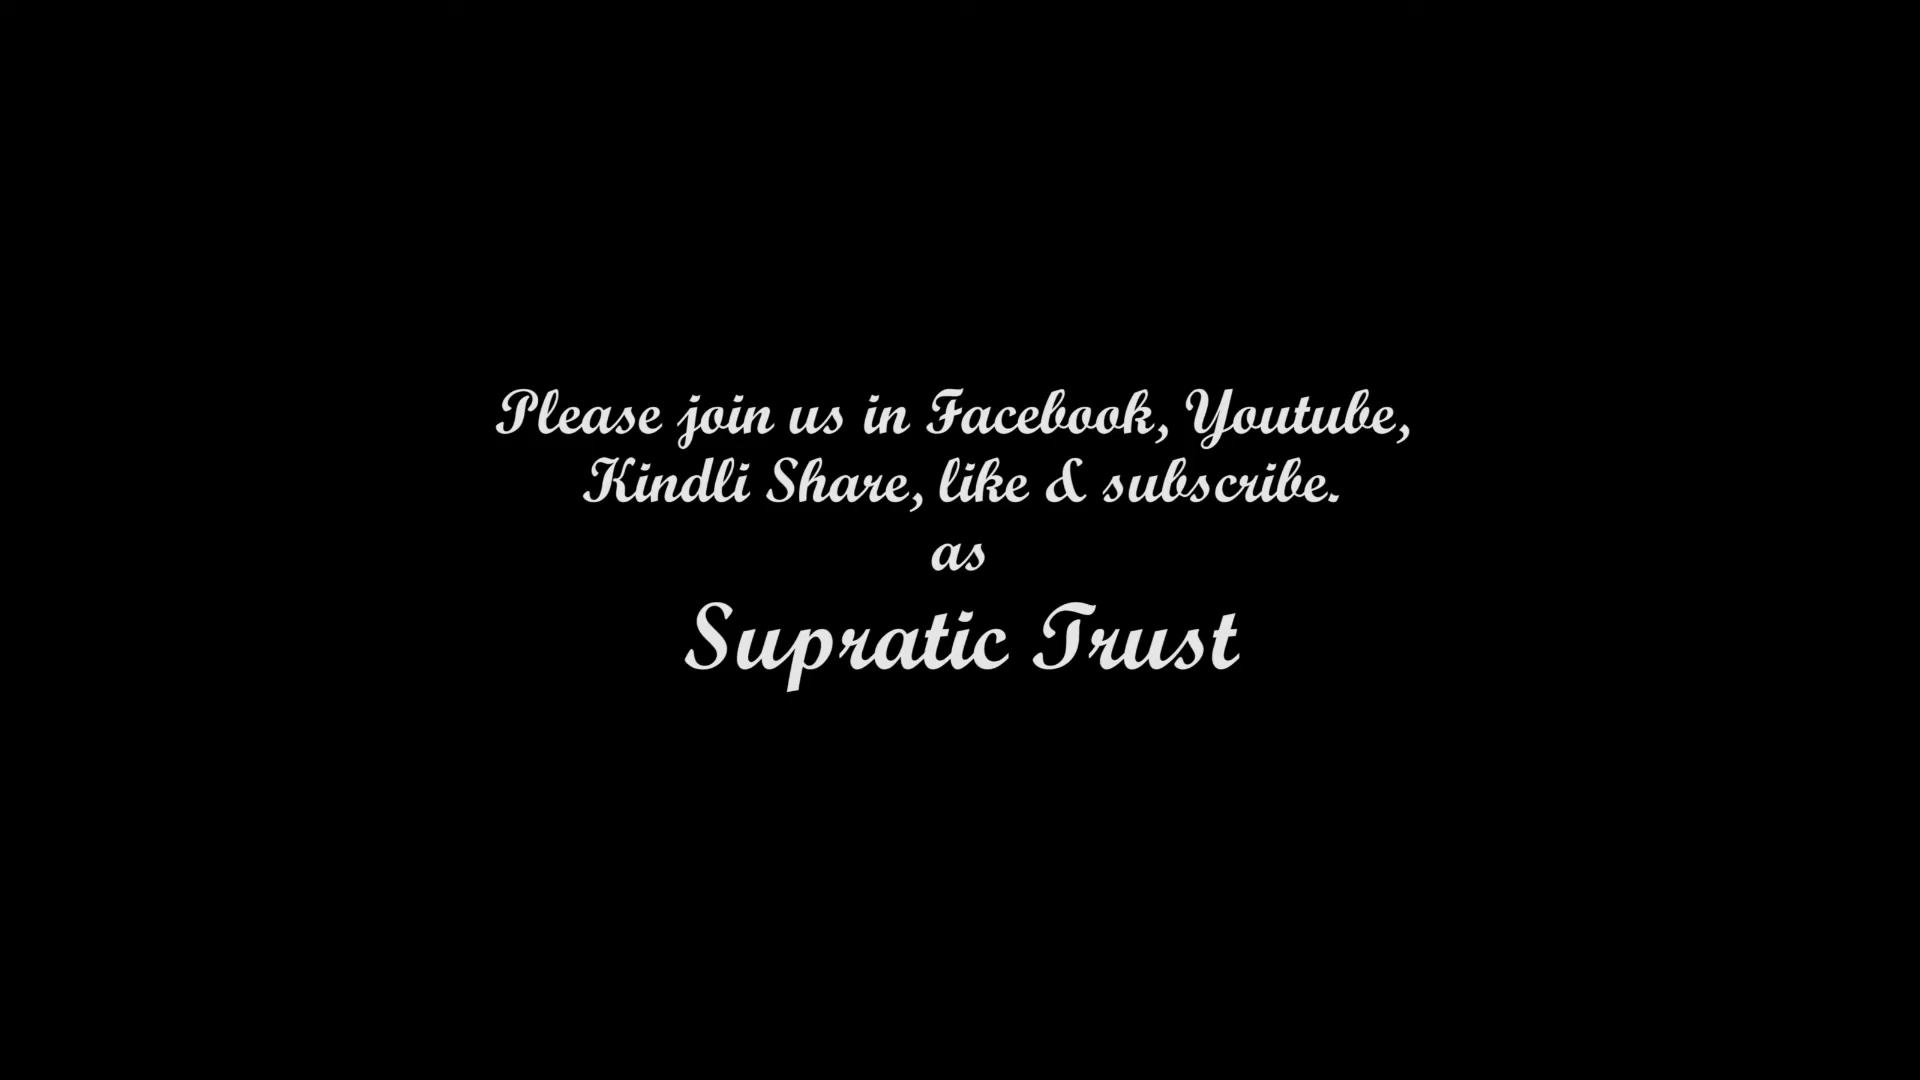 Please join us in Facebook, Youtube,
Kindli Share, like & subscribe.
as
Supratic Trust